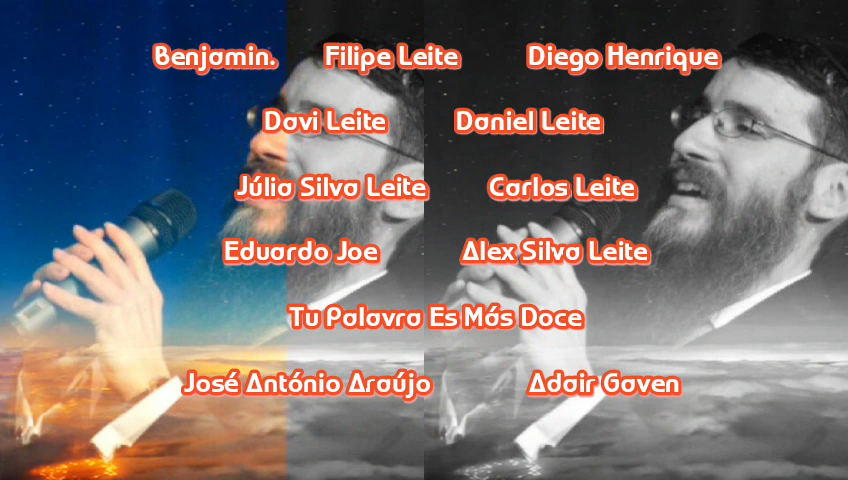 Benjamin. Filipe Leite Diego Henrique
Davi Leite Daniel Leite
Júlia Silva Leite Carlos Leite
Eduardo Joe Alex Silva Leite
Tu Palavra Es Más Doce
José António Araújo Adair Gaven